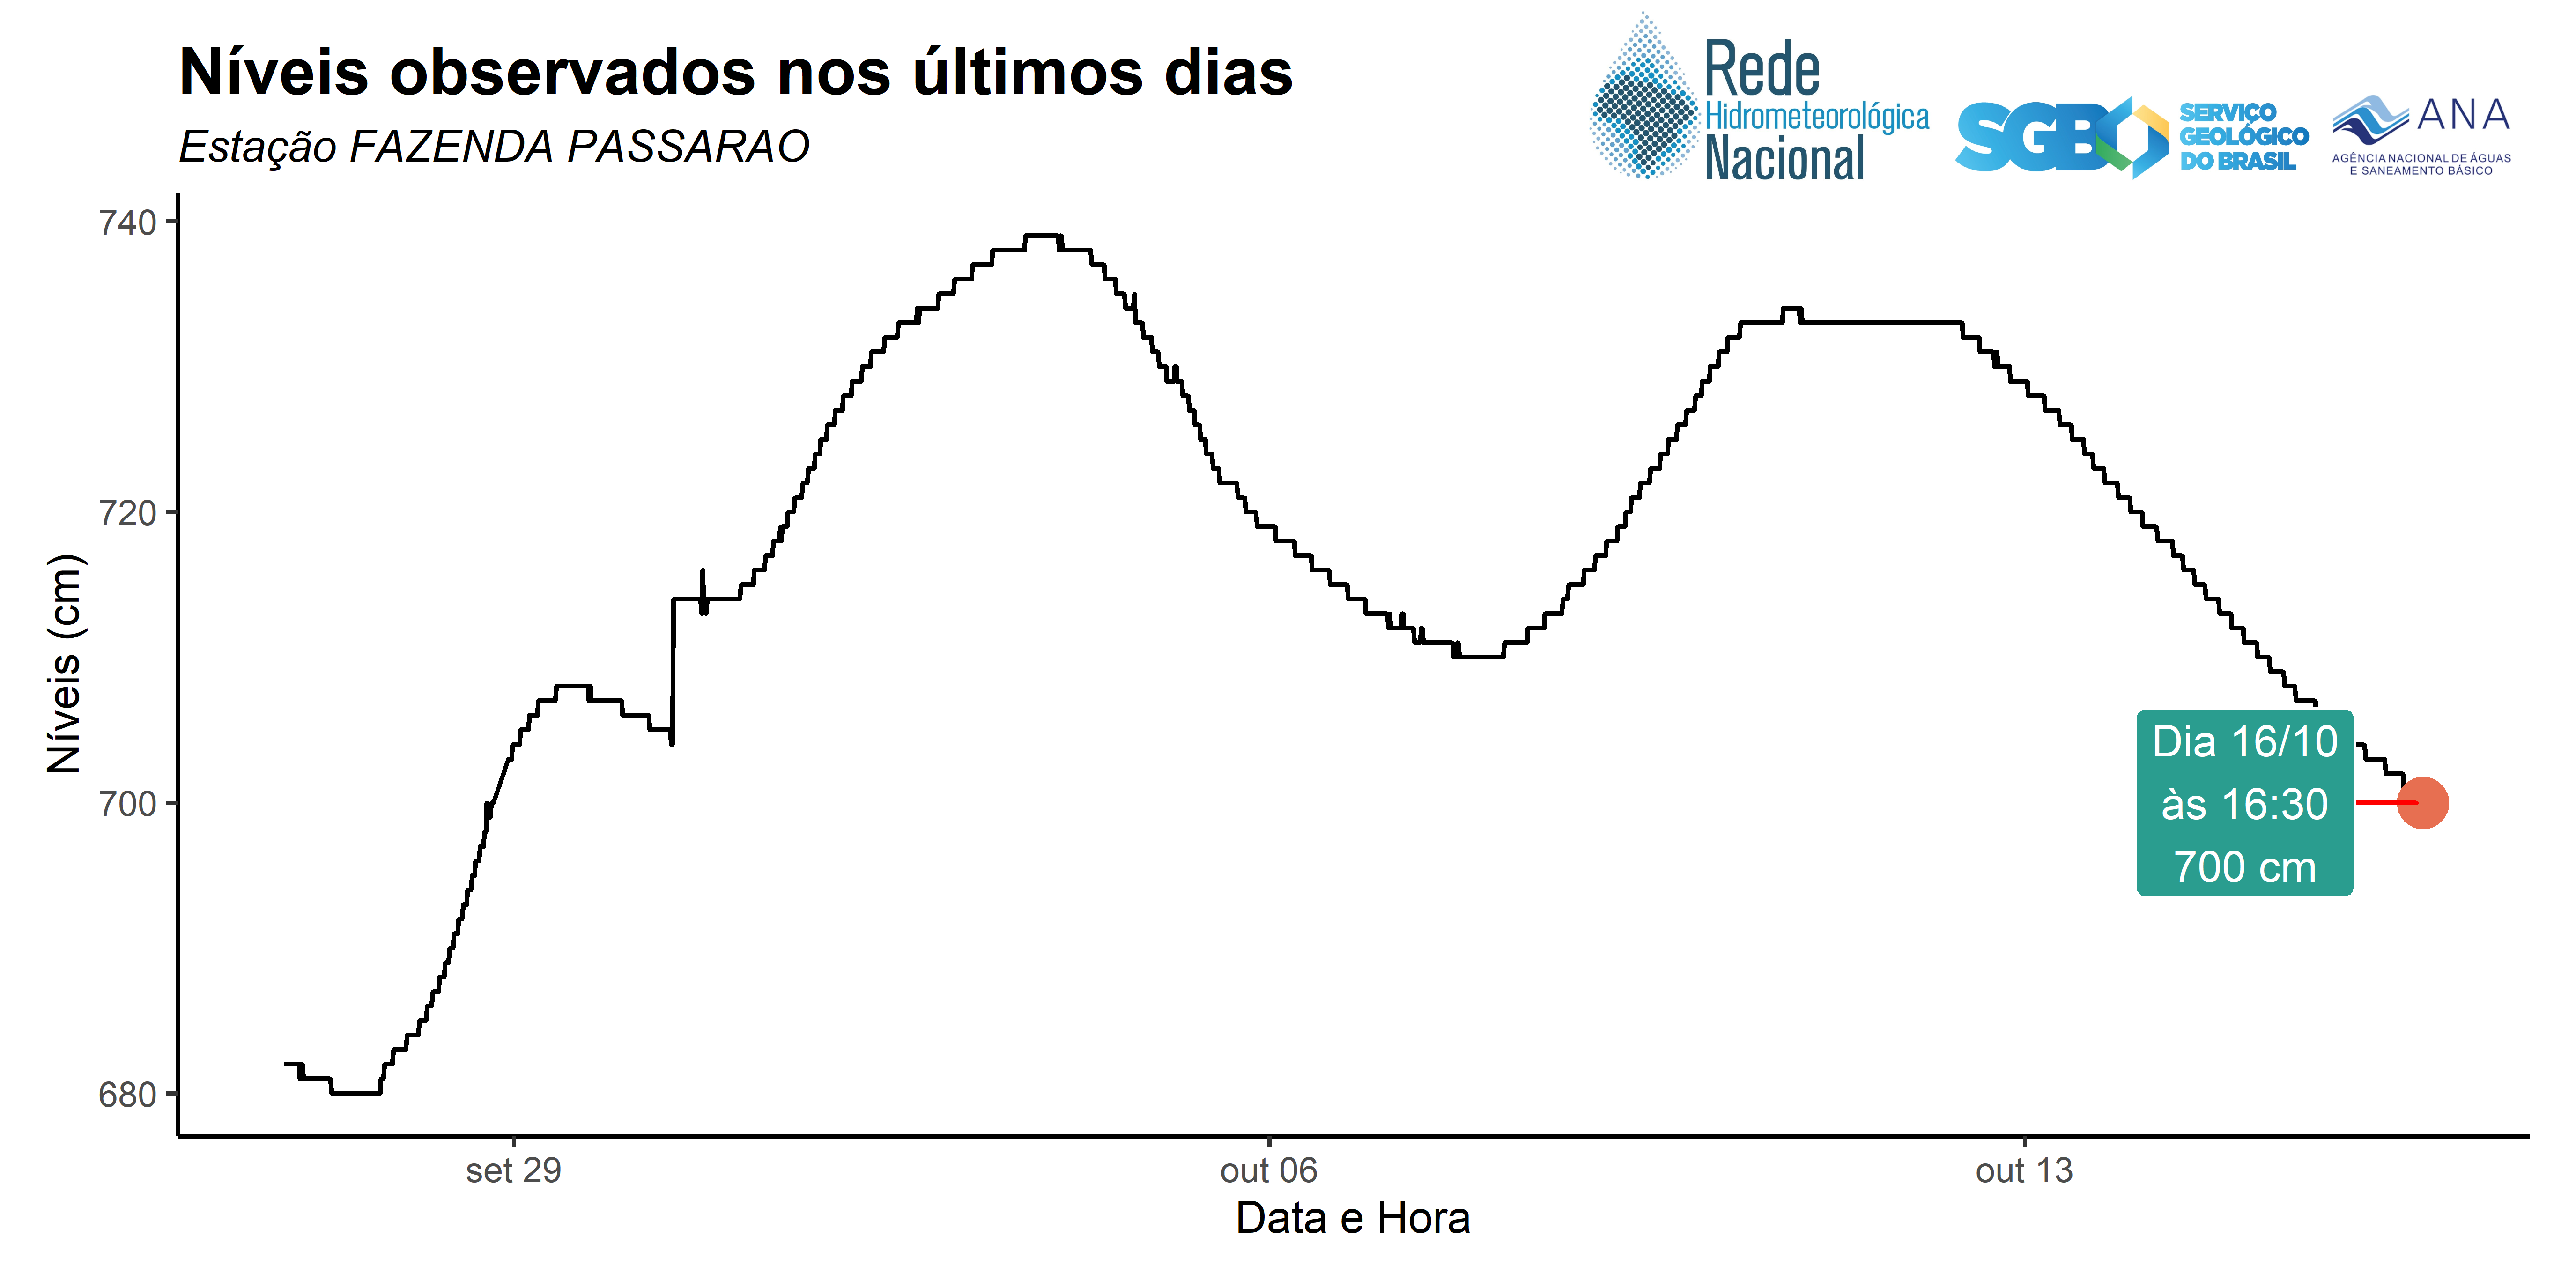 Níveis observados nos últimos dias
Estação FAZENDA PASSARAO
Rede
Hidrometeorológica
Nacional
SGB
SERVIÇO
GEOLÓGICO
DO BRASIL
ANA
AGÊNCIA NACIONAL DE ÁGUAS
E SANEAMENTO BÁSICO
Níveis (cm)
740
720
700
680
Dia 16/10
às 16:30
700 cm
set 29
out 06
out 13
Data e Hora